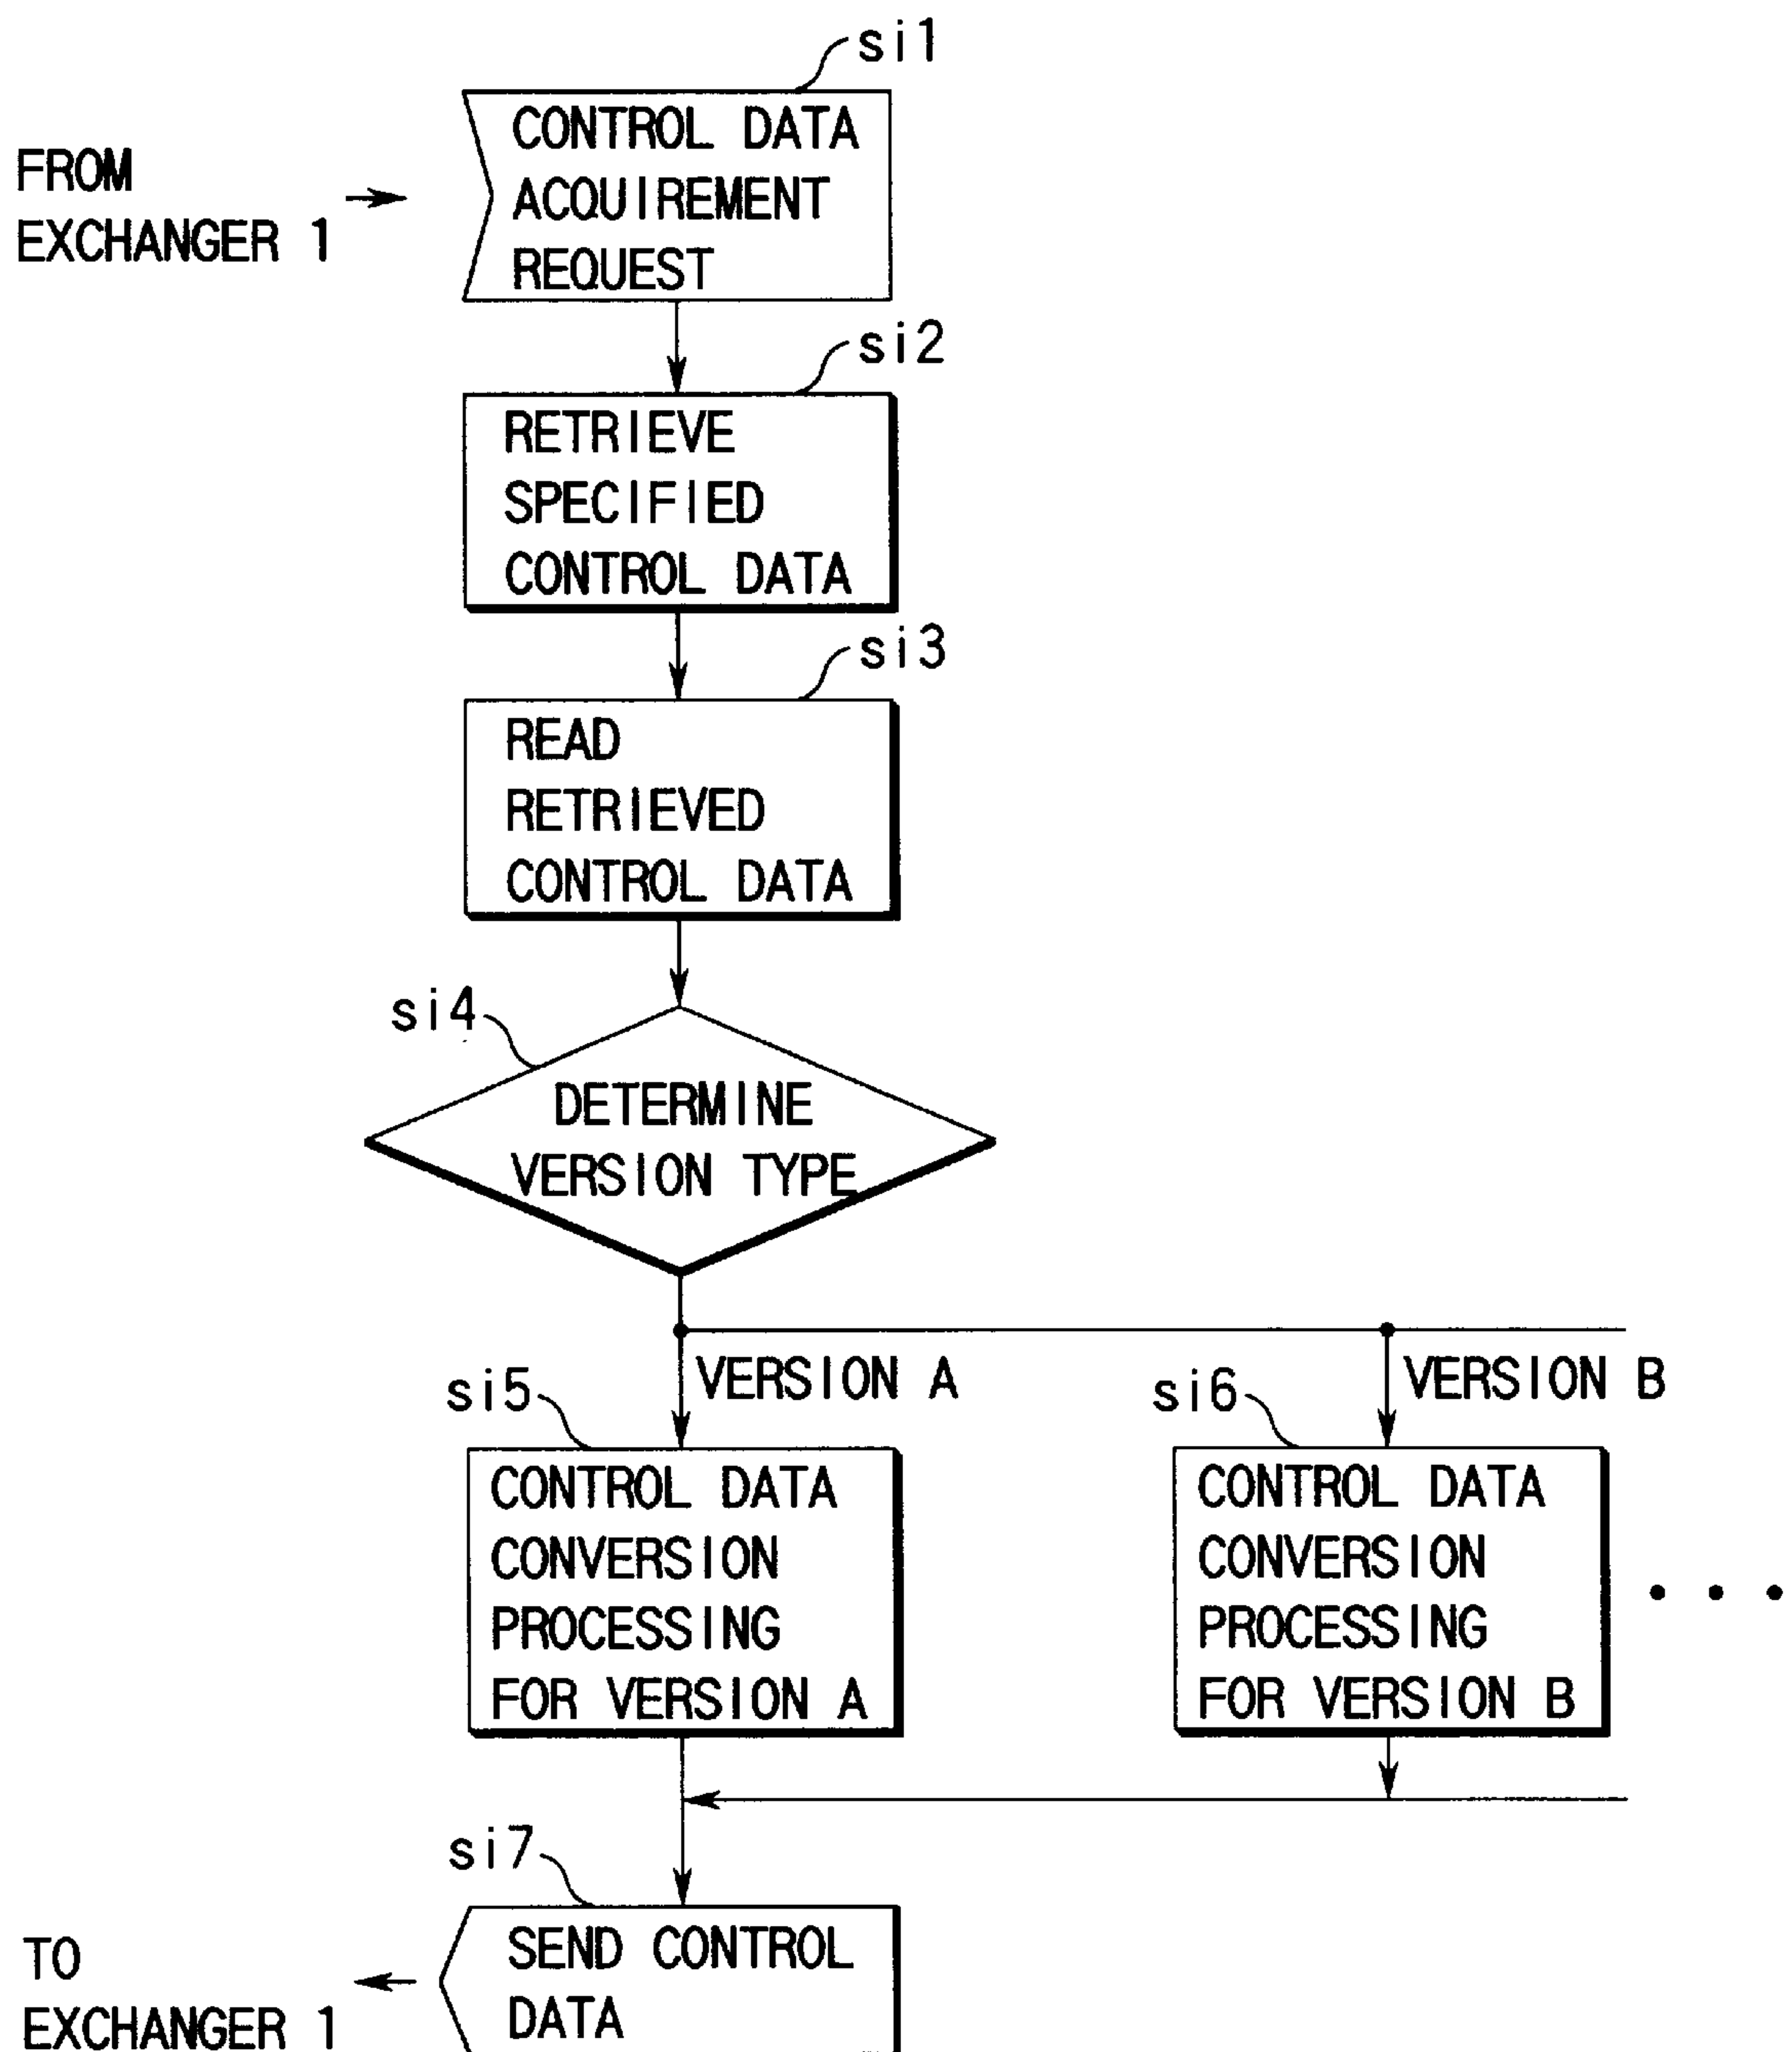 si1
CONTROL DATA
ACQUIREMENT
REQUEST
FROM
EXCHANGER 1
si2
RETRIEVE
SPECIFIED
CONTROL DATA
si3
READ
RETRIEVED
CONTROL DATA
si4
DETERMINE
VERSION TYPE
VERSION A
VERSION B
si5
CONTROL DATA
CONVERSION
PROCESSING
FOR VERSION A
si6
CONTROL DATA
CONVERSION
PROCESSING
FOR VERSION B
• • •
si7
SEND CONTROL
DATA
TO
EXCHANGER 1